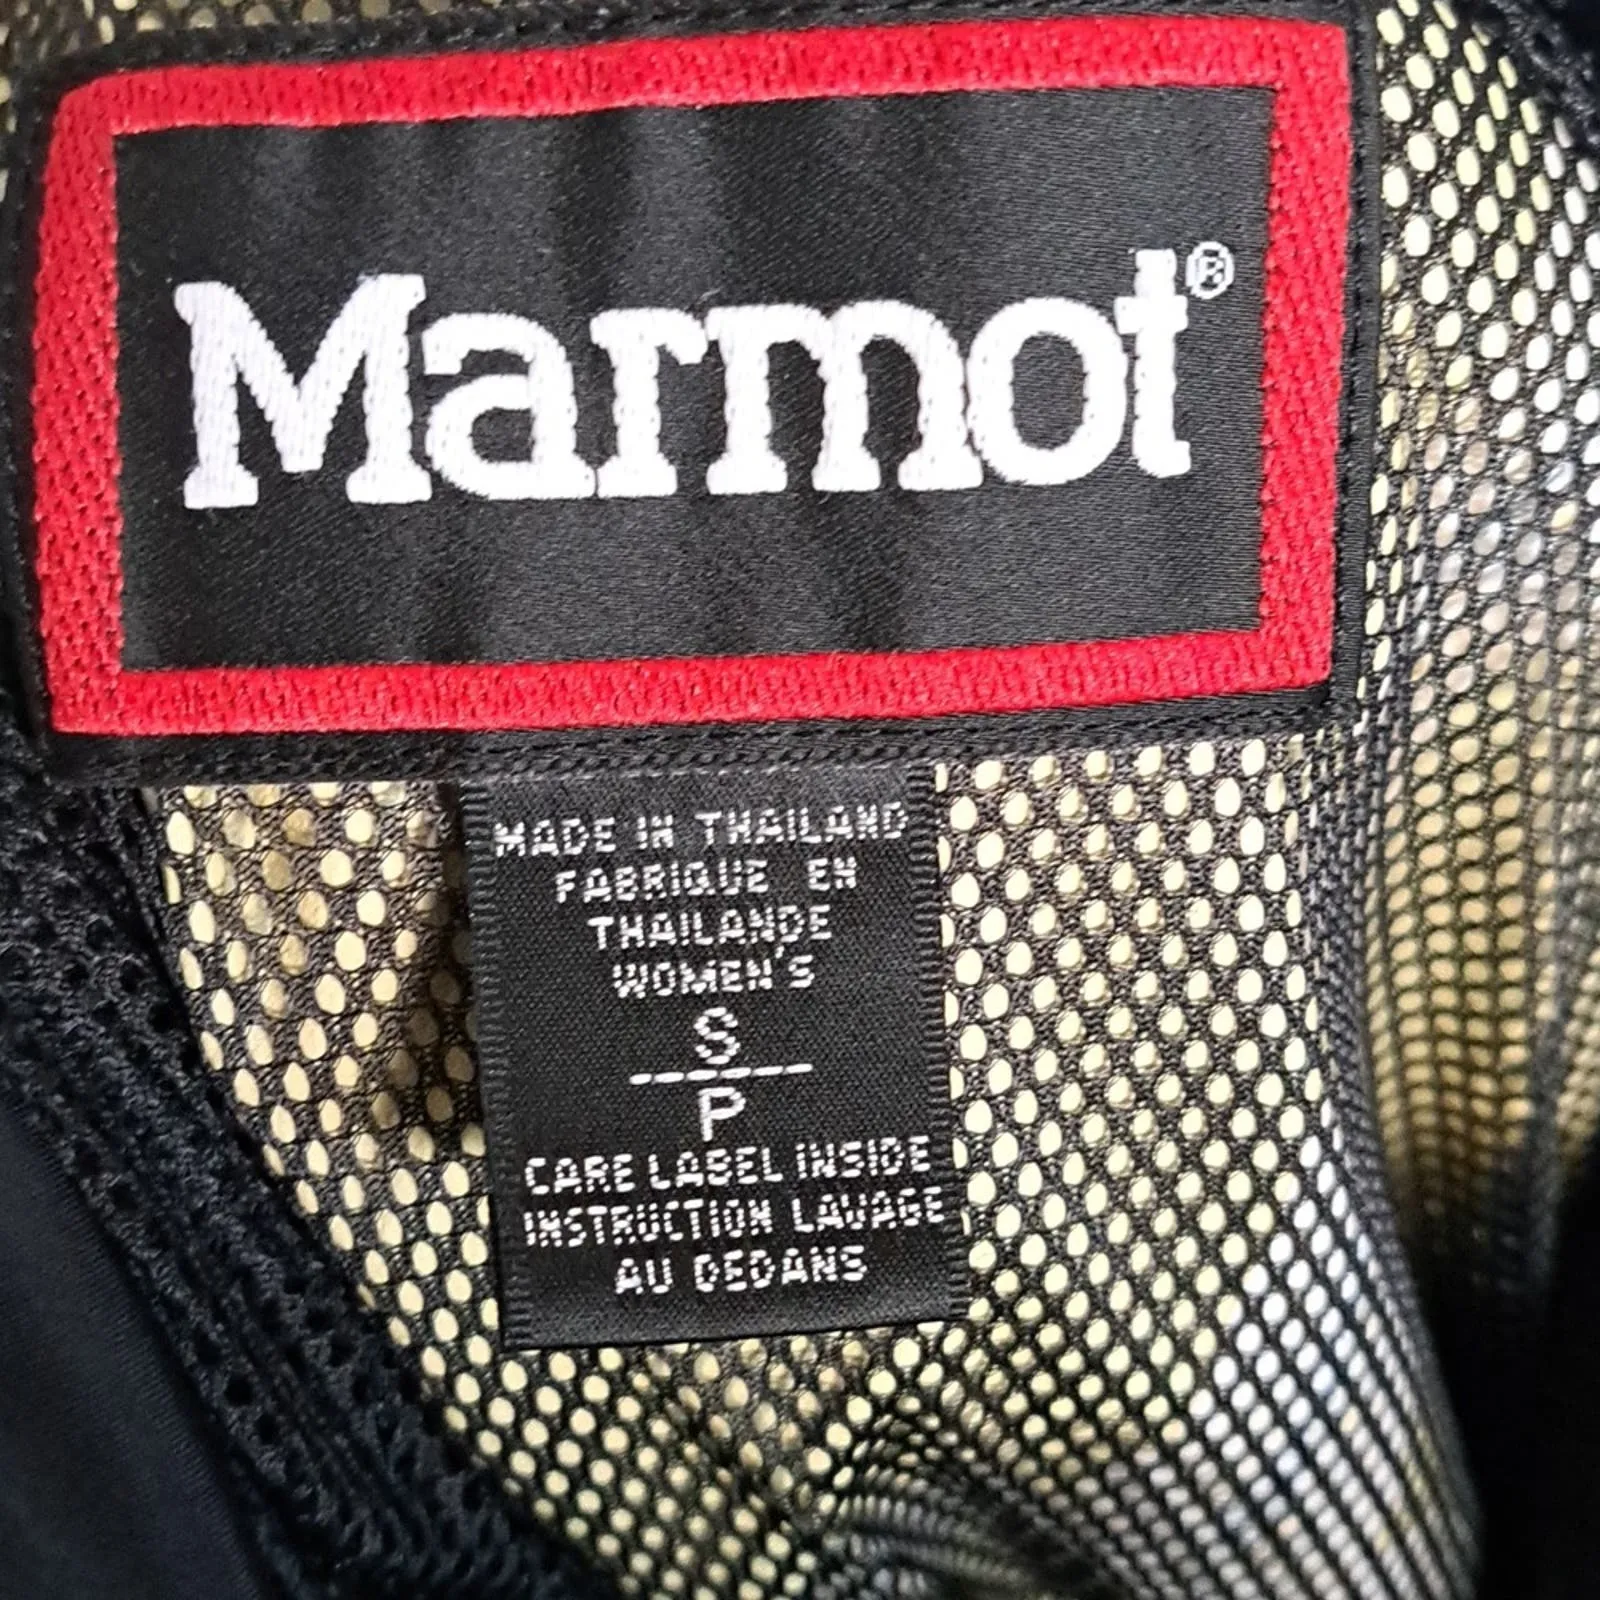 Marmot®
MADE IN THAILAND
FABRIQUE EN
THAILANDE
WOMEN'S
S
P
CARE LABEL INSIDE
INSTRUCTION LAVAGE
AU DEDANS